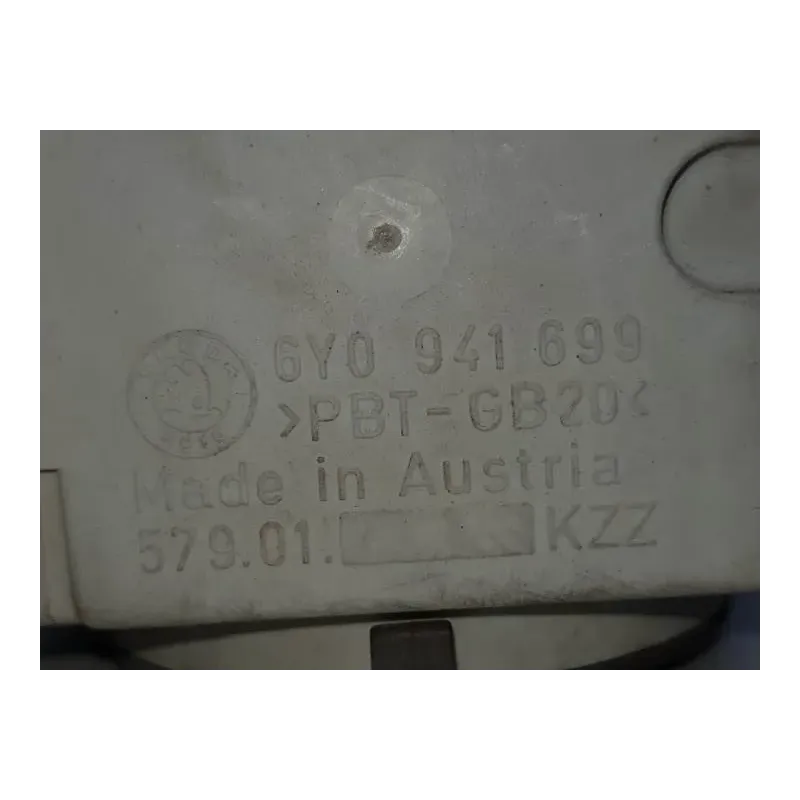 6Y0 941 699
>PBT-GB20<
Made in Austria
579.01. KZZ